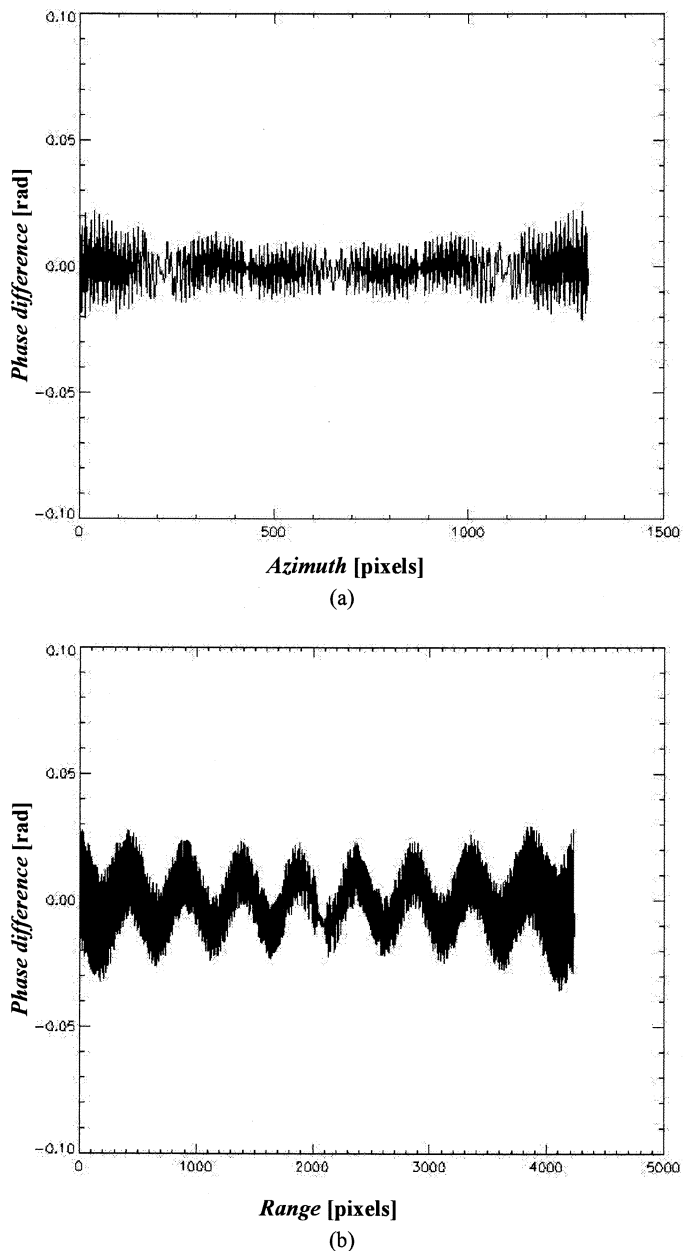 0.10
0.05
0.00
−0.05
−0.10
Phase difference [rad]
0 500 1000 1500
Azimuth [pixels]
(a)
0.10
0.05
0.00
−0.05
−0.10
Phase difference [rad]
0 1000 2000 3000 4000 5000
Range [pixels]
(b)